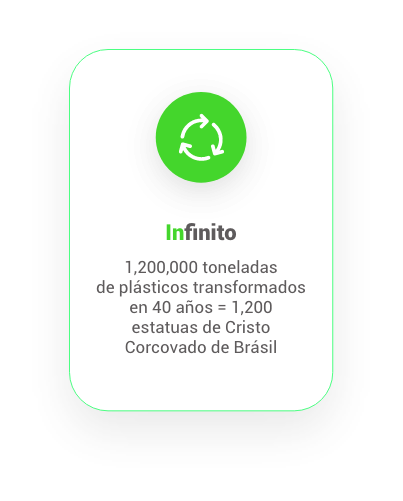 Infinito
1,200,000 toneladas
de plásticos transformados
en 40 años = 1,200
estatuas de Cristo
Corcovado de Brásil